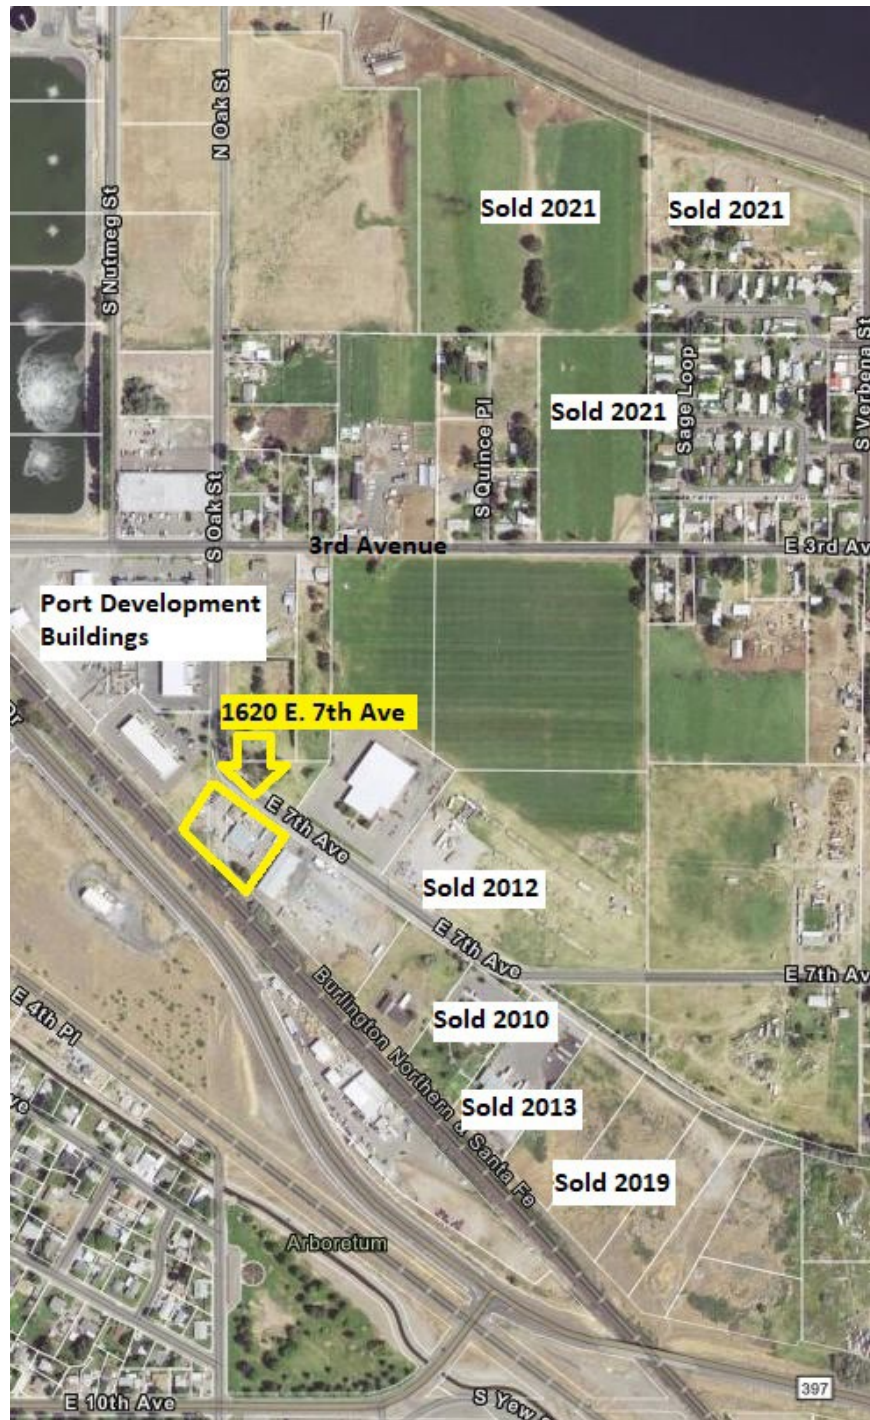 N Oak St
S Nutmeg St
Sold 2021
Sold 2021
S Verbena St
Sage Loop
Sold 2021
S Quince Pl
S Oak St
3rd Avenue
E 3rd Av
Port Development
Buildings
Dr
1620 E. 7th Ave
E 7th Ave
Sold 2012
E 7th Ave
E 7th Av
E 4th Pl
Burlington Northern & Santa Fe
Sold 2010
ve
Sold 2013
Sold 2019
Arboretum
397
E 10th Ave
S Yew